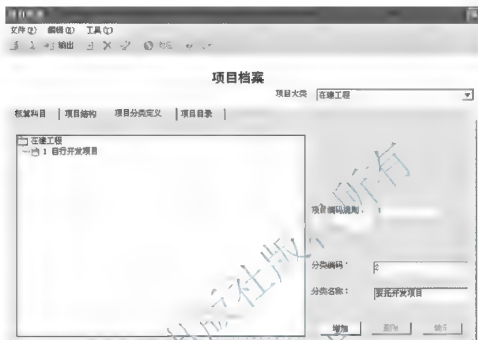 文件(F) 编辑(E) 工具(T)
输出
项目档案
项目大类 在建工程
核算科目 项目结构 项目分类定义 项目目录
在建工程
1 自行开发项目
项目编码规则: 1
分类编码: 2
分类名称: 委托开发项目
增加 删除